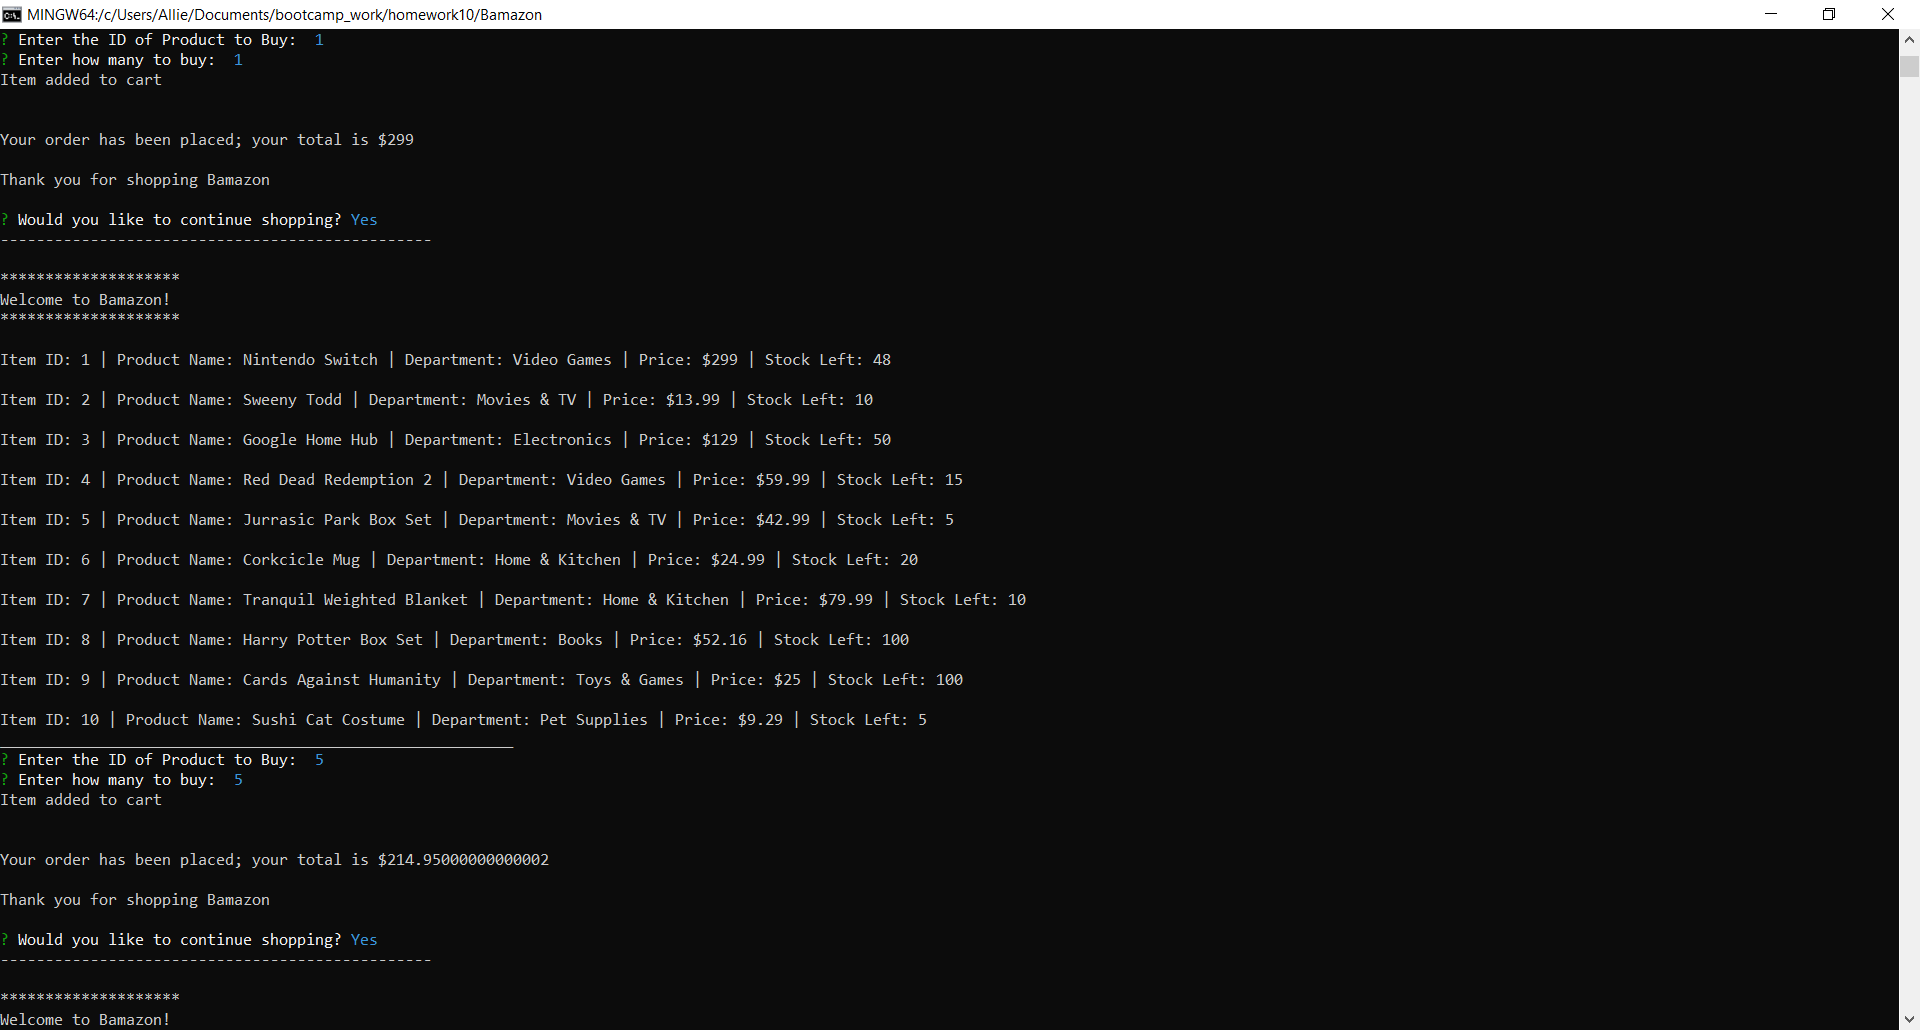 MINGW64:/c/Users/Allie/Documents/bootcamp_work/homework10/Bamazon
? Enter the ID of Product to Buy:  1
? Enter how many to buy:  1
Item added to cart
Your order has been placed; your total is $299
Thank you for shopping Bamazon
? Would you like to continue shopping? Yes
------------------------------------------------
********************
Welcome to Bamazon!
********************
Item ID: 1 | Product Name: Nintendo Switch | Department: Video Games | Price: $299 | Stock Left: 48
Item ID: 2 | Product Name: Sweeny Todd | Department: Movies & TV | Price: $13.99 | Stock Left: 10
Item ID: 3 | Product Name: Google Home Hub | Department: Electronics | Price: $129 | Stock Left: 50
Item ID: 4 | Product Name: Red Dead Redemption 2 | Department: Video Games | Price: $59.99 | Stock Left: 15
Item ID: 5 | Product Name: Jurrasic Park Box Set | Department: Movies & TV | Price: $42.99 | Stock Left: 5
Item ID: 6 | Product Name: Corkcicle Mug | Department: Home & Kitchen | Price: $24.99 | Stock Left: 20
Item ID: 7 | Product Name: Tranquil Weighted Blanket | Department: Home & Kitchen | Price: $79.99 | Stock Left: 10
Item ID: 8 | Product Name: Harry Potter Box Set | Department: Books | Price: $52.16 | Stock Left: 100
Item ID: 9 | Product Name: Cards Against Humanity | Department: Toys & Games | Price: $25 | Stock Left: 100
Item ID: 10 | Product Name: Sushi Cat Costume | Department: Pet Supplies | Price: $9.29 | Stock Left: 5
_________________________________________________________
? Enter the ID of Product to Buy:  5
? Enter how many to buy:  5
Item added to cart
Your order has been placed; your total is $214.95000000000002
Thank you for shopping Bamazon
? Would you like to continue shopping? Yes
------------------------------------------------
********************
Welcome to Bamazon!